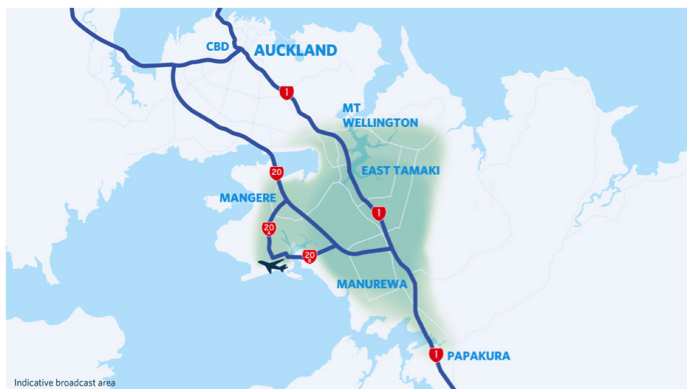 CBD
AUCKLAND
1
MT
WELLINGTON
EAST TAMAKI
20
MANGERE
1
20
A
20
B
MANUREWA
1
PAPAKURA
Indicative broadcast area